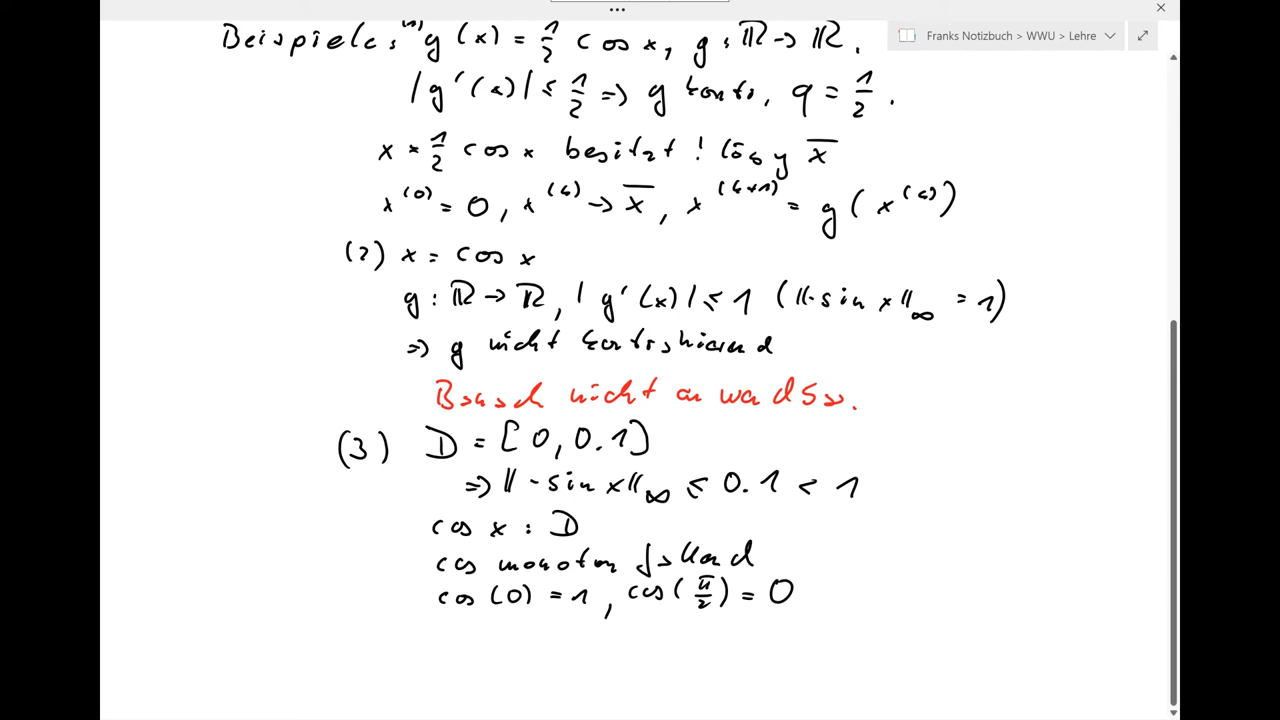 Franks Notizbuch > WWU > Lehre
Beispiele: (1) g(x) = 1/2 cos x, g : ℝ → ℝ.
|g'(x)| ≤ 1/2 ⇒ g kontr., q = 1/2.
x = 1/2 cos x besitzt ! Lösg x̄
x^(0) = 0, x^(k) → x̄, x^(k+1) = g(x^(k))
(2) x = cos x
g : ℝ → ℝ, |g'(x)| ≤ 1 (‖-sin x‖_∞ = 1)
⇒ g nicht kontrahierend
Banach nicht anwendbar.
(3) D = [0, 0.1]
⇒ ‖-sin x‖_∞ ≤ 0.1 < 1
cos x : D
cos monoton fallend
cos(0) = 1, cos(π/2) = 0